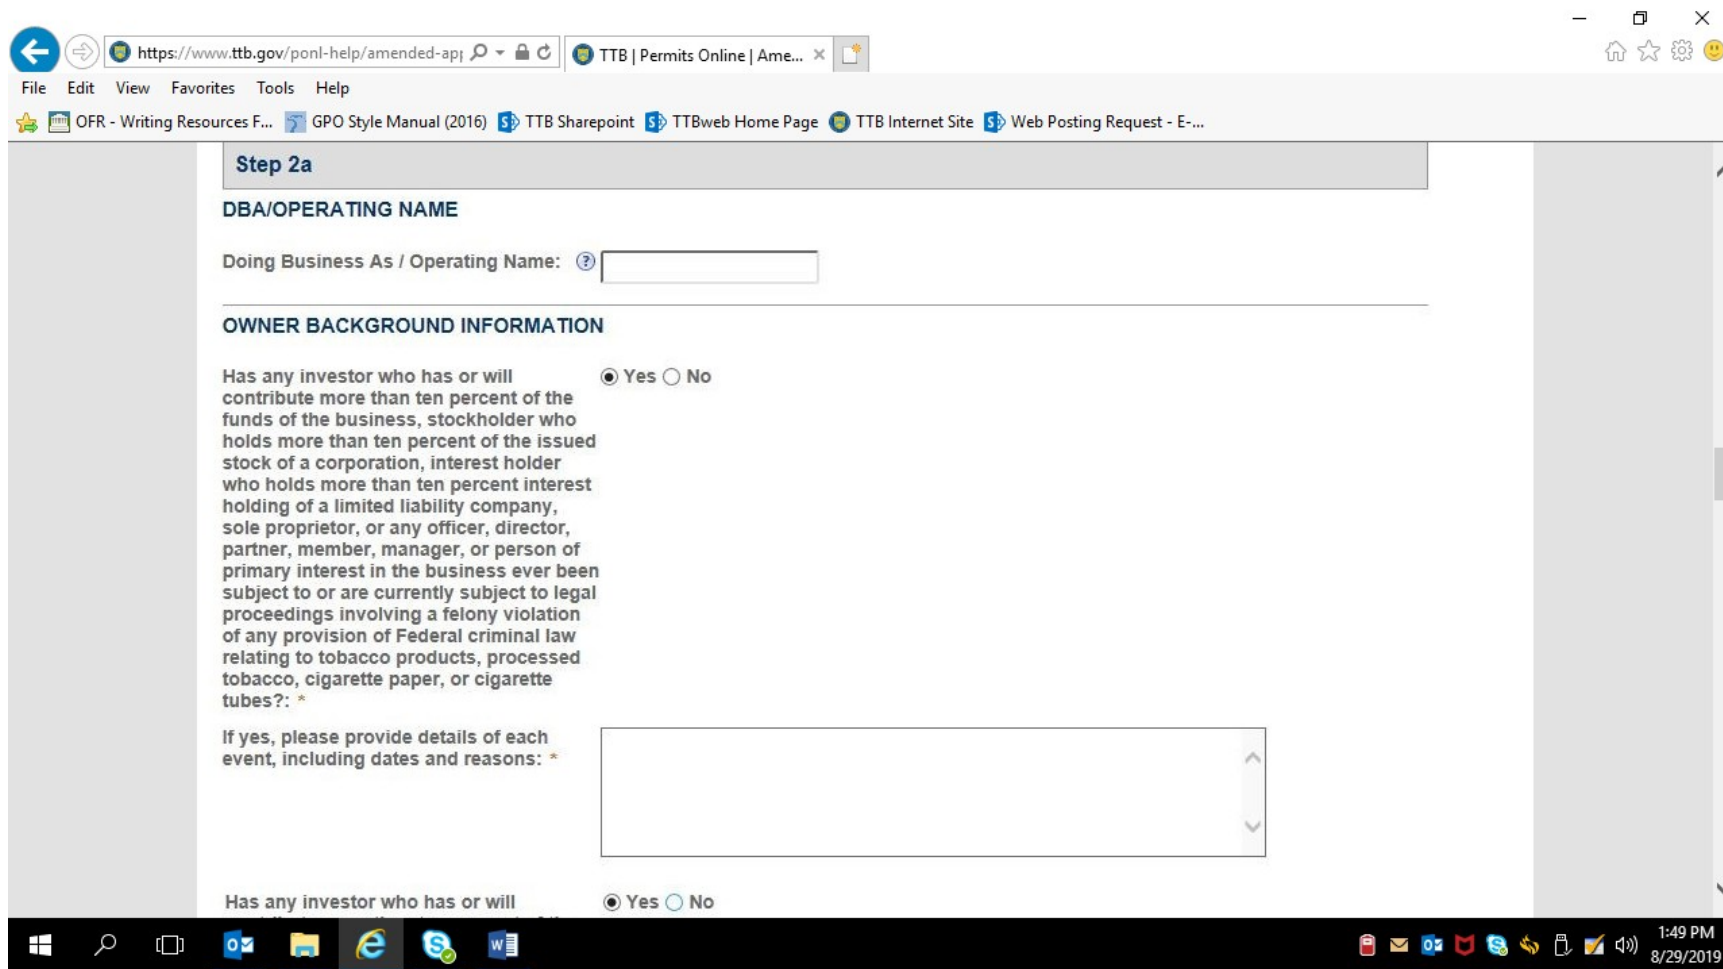 https://www.ttb.gov/ponl-help/amended-ap
TTB | Permits Online | Ame...
File Edit View Favorites Tools Help
OFR - Writing Resources F... GPO Style Manual (2016) TTB Sharepoint TTBweb Home Page TTB Internet Site Web Posting Request - E-...
Step 2a
DBA/OPERATING NAME
Doing Business As / Operating Name: ?
OWNER BACKGROUND INFORMATION
Has any investor who has or will Yes No
contribute more than ten percent of the
funds of the business, stockholder who
holds more than ten percent of the issued
stock of a corporation, interest holder
who holds more than ten percent interest
holding of a limited liability company,
sole proprietor, or any officer, director,
partner, member, manager, or person of
primary interest in the business ever been
subject to or are currently subject to legal
proceedings involving a felony violation
of any provision of Federal criminal law
relating to tobacco products, processed
tobacco, cigarette paper, or cigarette
tubes?: *
If yes, please provide details of each
event, including dates and reasons: *
Has any investor who has or will Yes No
1:49 PM
8/29/2019